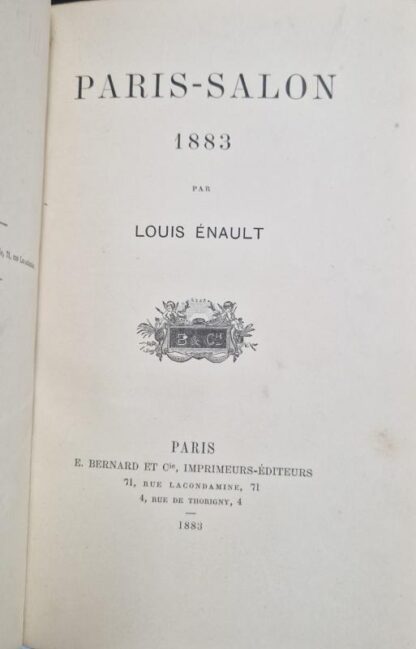 PARIS-SALON
1883
PAR
LOUIS ÉNAULT
B & Cie
PARIS
E. BERNARD ET Cie, IMPRIMEURS-ÉDITEURS
71, RUE LACONDAMINE, 71
4, RUE DE THORIGNY, 4
1883